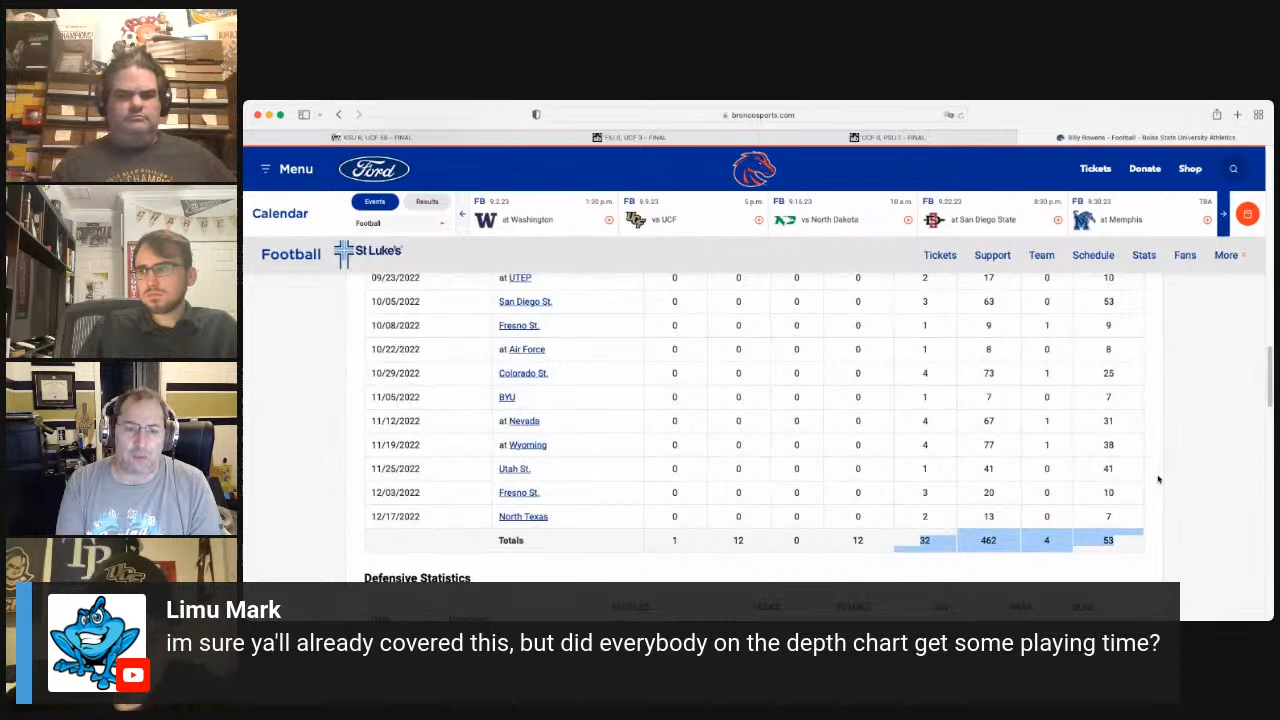 CHAMPIONS!
KSU 6, UCF 56 - FINAL
FIU 0, UCF 3 - FINAL
UCF 0, PSU 1 - FINAL
Billy Bowens - Football - Boise State University Athletics
broncosports.com
Menu
Ford
Tickets
Donate
Shop
Calendar
Events
Results
Football
FB 9.2.23
1:30 p.m.
at Washington
FB 9.9.23
5 p.m.
vs UCF
FB 9.16.23
10 a.m.
vs North Dakota
FB 9.22.23
8:30 p.m.
at San Diego State
FB 9.30.23
TBA
at Memphis
Football
St Luke's
Tickets
Support
Team
Schedule
Stats
Fans
More
09/23/2022 at UTEP 0 0 0 0 2 17 0 10
10/05/2022 San Diego St. 0 0 0 0 3 63 0 53
10/08/2022 Fresno St. 0 0 0 0 1 9 1 9
10/22/2022 at Air Force 0 0 0 0 1 8 0 8
10/29/2022 Colorado St. 0 0 0 0 4 73 1 25
11/05/2022 BYU 0 0 0 0 1 7 0 7
11/12/2022 at Nevada 0 0 0 0 4 67 1 31
11/19/2022 at Wyoming 0 0 0 0 4 77 1 38
11/25/2022 Utah St. 0 0 0 0 1 41 0 41
12/03/2022 Fresno St. 0 0 0 0 3 20 0 10
12/17/2022 North Texas 0 0 0 0 2 13 0 7
Totals 1 12 0 12 32 462 4 53
Defensive Statistics
Limu Mark
im sure ya'll already covered this, but did everybody on the depth chart get some playing time?